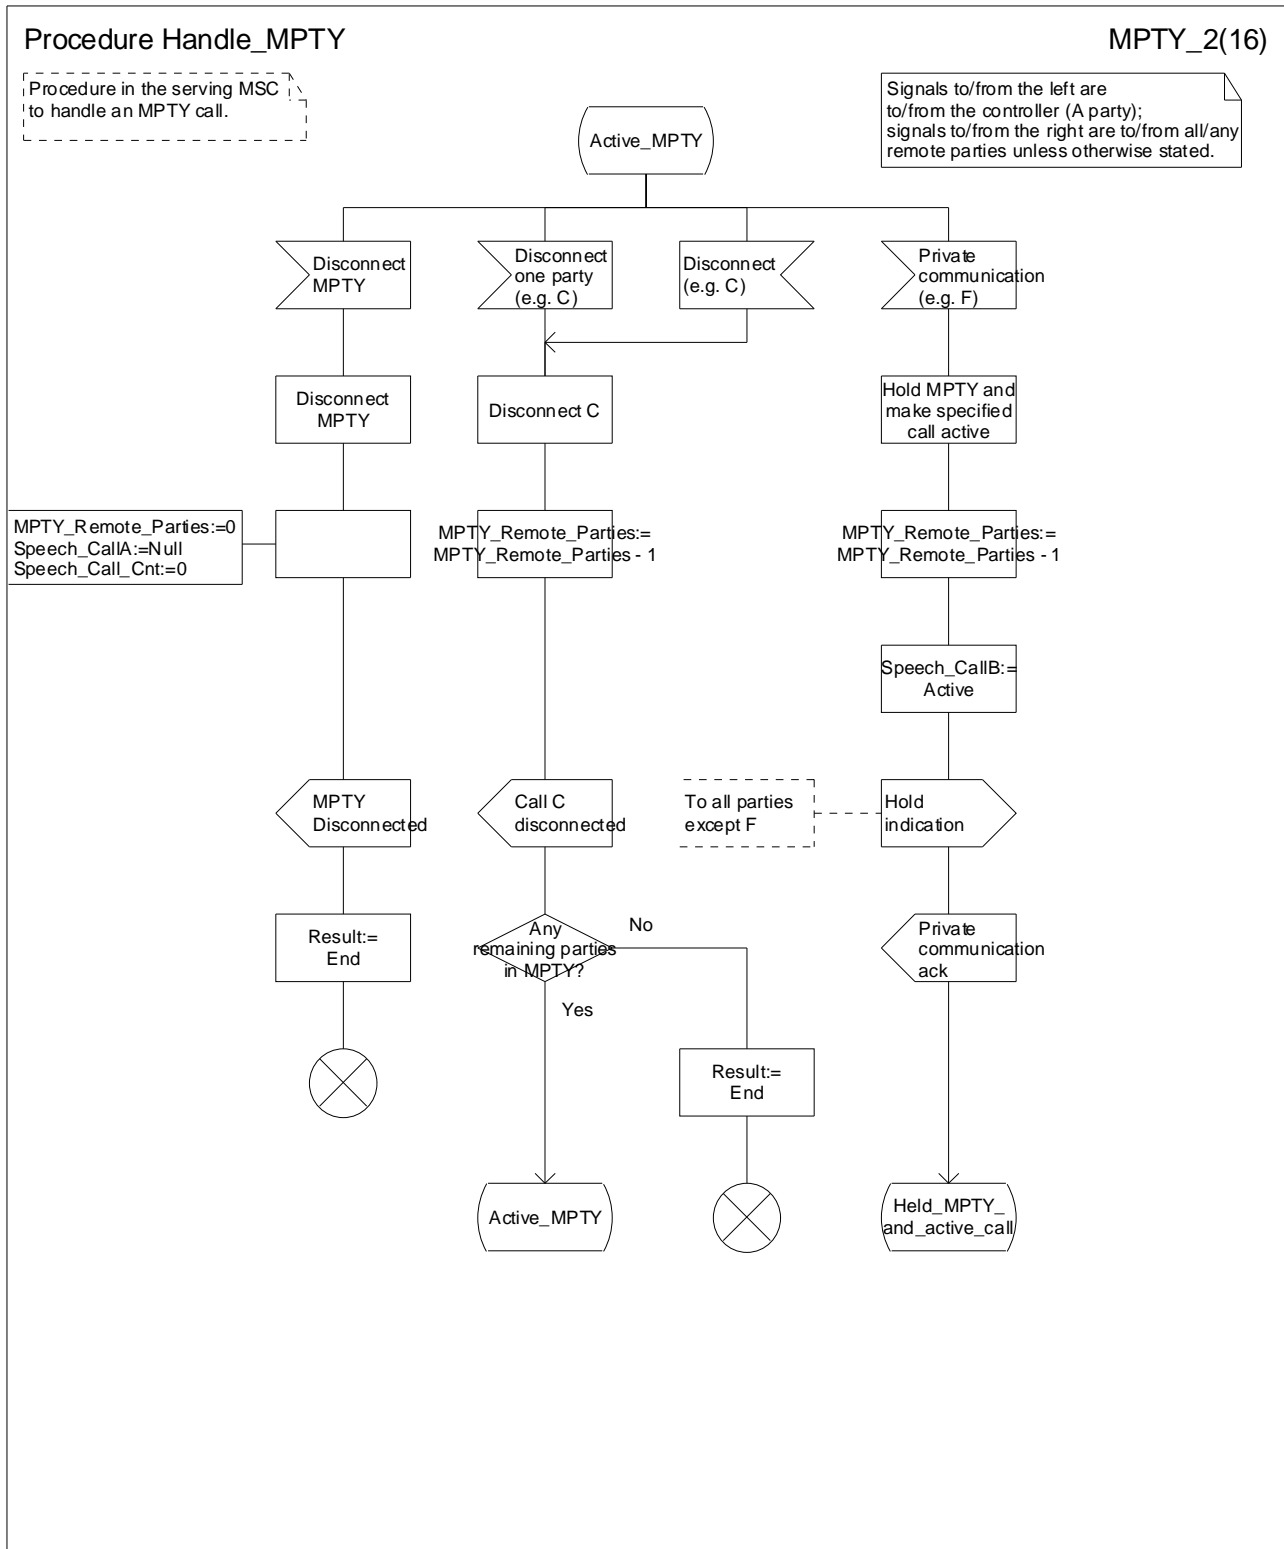 Procedure Handle_MPTY
MPTY_2(16)
Procedure in the serving MSC
to handle an MPTY call.
Signals to/from the left are
to/from the controller (A party);
signals to/from the right are to/from all/any
remote parties unless otherwise stated.
Active_MPTY
Disconnect
MPTY
Disconnect
one party
(e.g. C)
Disconnect
(e.g. C)
Private
communication
(e.g. F)
Disconnect
MPTY
Disconnect C
Hold MPTY and
make specified
call active
MPTY_Remote_Parties:=0
Speech_CallA:=Null
Speech_Call_Cnt:=0
MPTY_Remote_Parties:=
MPTY_Remote_Parties - 1
MPTY_Remote_Parties:=
MPTY_Remote_Parties - 1
Speech_CallB:=
Active
MPTY
Disconnected
Call C
disconnected
To all parties
except F
Hold
indication
Result:=
End
Any
remaining parties
in MPTY?
No
Yes
Private
communication
ack
Result:=
End
Active_MPTY
Held_MPTY_
and_active_call